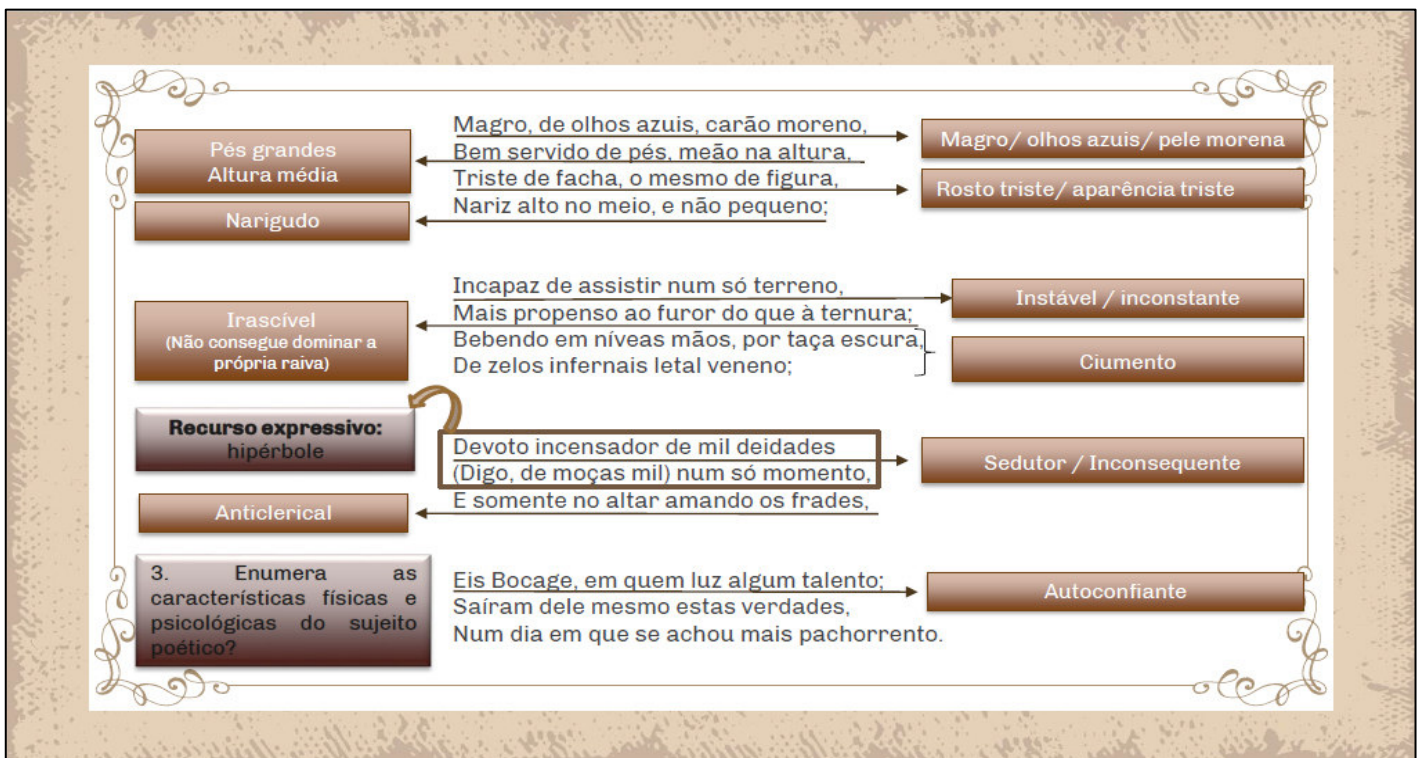 Magro, de olhos azuis, carão moreno,
Bem servido de pés, meão na altura,
Triste de facha, o mesmo de figura,
Nariz alto no meio, e não pequeno;
Pés grandes
Altura média
Narigudo
Magro/ olhos azuis/ pele morena
Rosto triste/ aparência triste
Incapaz de assistir num só terreno,
Mais propenso ao furor do que à ternura;
Bebendo em níveas mãos, por taça escura,
De zelos infernais letal veneno;
Irascível
(Não consegue dominar a
própria raiva)
Instável / inconstante
Ciumento
Recurso expressivo:
hipérbole
Devoto incensador de mil deidades
(Digo, de moças mil) num só momento,
E somente no altar amando os frades,
Anticlerical
Sedutor / Inconsequente
3. Enumera as
características físicas e
psicológicas do sujeito
poético?
Eis Bocage, em quem luz algum talento;
Saíram dele mesmo estas verdades,
Num dia em que se achou mais pachorrento.
Autoconfiante